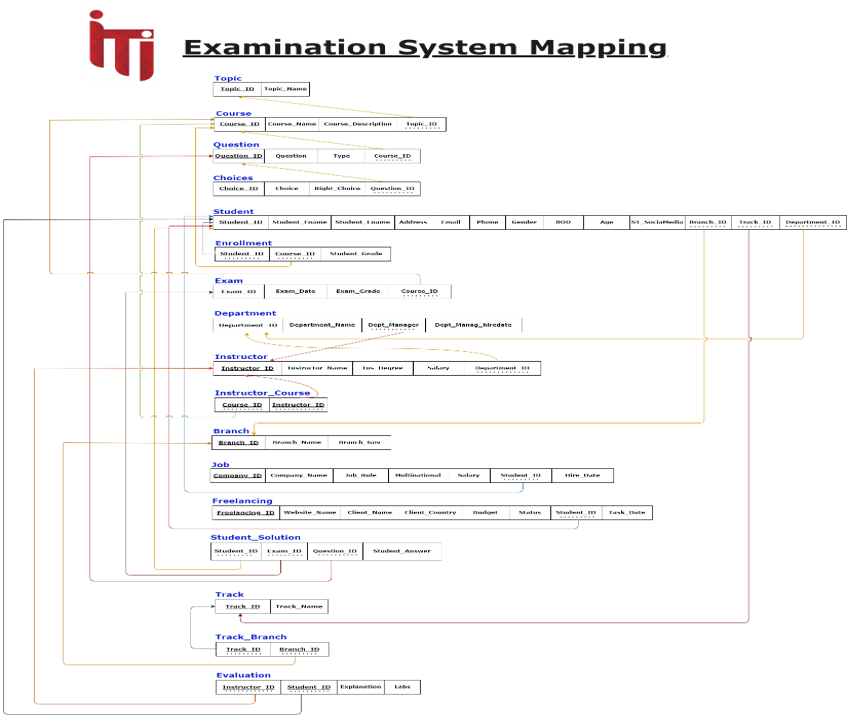 iTi
Examination System Mapping
Topic
Topic_ID Topic_Name
Course
Course_ID Course_Name Course_Description Topic_ID
Question
Question_ID Question Type Course_ID
Choices
Choice_ID Choice Right_Choice Question_ID
Student
Student_ID Student_Fname Student_Lname Address Email Phone Gender BOD Age ST_SociaMedia Branch_ID Track_ID Department_ID
Enrollment
Student_ID Course_ID Student_Grade
Exam
Exam_ID Exam_Date Exam_Grade Course_ID
Department
Department_ID Department_Name Dept_Manager Dept_Manag_hiredate
Instructor
Instructor_ID Instructor_Name Ins_Degree Salary Department_ID
Instructor_Course
Course_ID Instructor_ID
Branch
Branch_ID Branch_Name Branch_Gov
Job
Company_ID Company_Name Job_Role Multinational Salary Student_ID Hire_Date
Freelancing
Freelancing_ID Website_Name Client_Name Client_Country Budget Status Student_ID Task_Date
Student_Solution
Student_ID Exam_ID Question_ID Student_Answer
Track
Track_ID Track_Name
Track_Branch
Track_ID Branch_ID
Evaluation
Instructor_ID Student_ID Explanation Labs